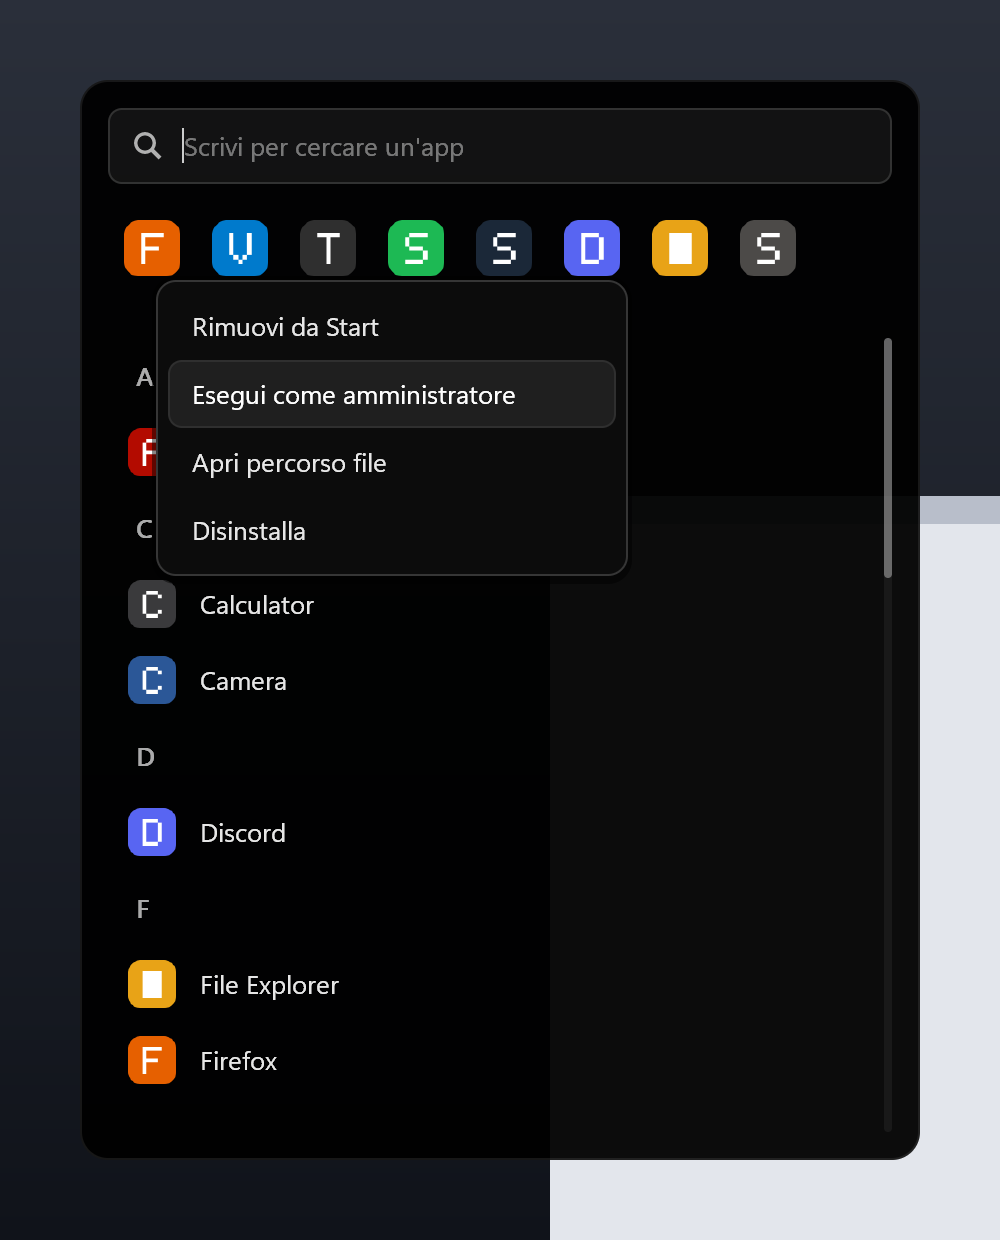 Scrivi per cercare un'app
F V T S S D S
Rimuovi da Start
Esegui come amministratore
Apri percorso file
Disinstalla
A
F
C
C Calculator
C Camera
D
D Discord
F
File Explorer
F Firefox